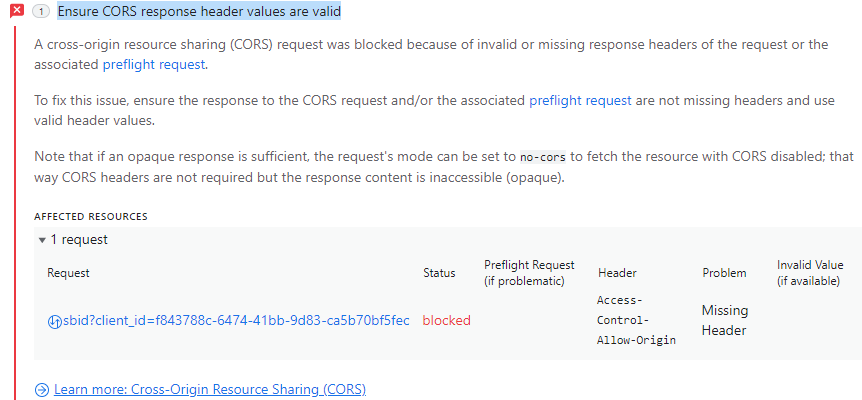 1 Ensure CORS response header values are valid
A cross-origin resource sharing (CORS) request was blocked because of invalid or missing response headers of the request or the
associated preflight request.
To fix this issue, ensure the response to the CORS request and/or the associated preflight request are not missing headers and use
valid header values.
Note that if an opaque response is sufficient, the request's mode can be set to no-cors to fetch the resource with CORS disabled; that
way CORS headers are not required but the response content is inaccessible (opaque).
AFFECTED RESOURCES
1 request
Request Status Preflight Request (if problematic) Header Problem Invalid Value (if available)
sbid?client_id=f843788c-6474-41bb-9d83-ca5b70bf5fec blocked Access-Control-Allow-Origin Missing Header
Learn more: Cross-Origin Resource Sharing (CORS)